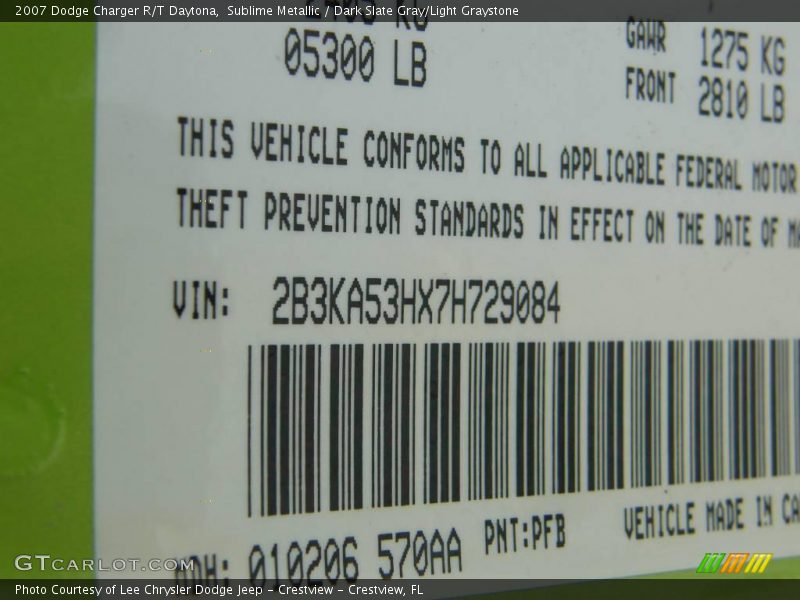 2007 Dodge Charger R/T Daytona, Sublime Metallic / Dark Slate Gray/Light Graystone
KG
05300 LB
GAWR 1275 KG
FRONT 2810 LB
THIS VEHICLE CONFORMS TO ALL APPLICABLE FEDERAL MOTOR
THEFT PREVENTION STANDARDS IN EFFECT ON THE DATE OF
VIN: 2B3KA53HX7H729084
MDH: 010206 570AA PNT:PFB VEHICLE MADE IN CA
GTCARLOT.COM
Photo Courtesy of Lee Chrysler Dodge Jeep - Crestview - Crestview, FL